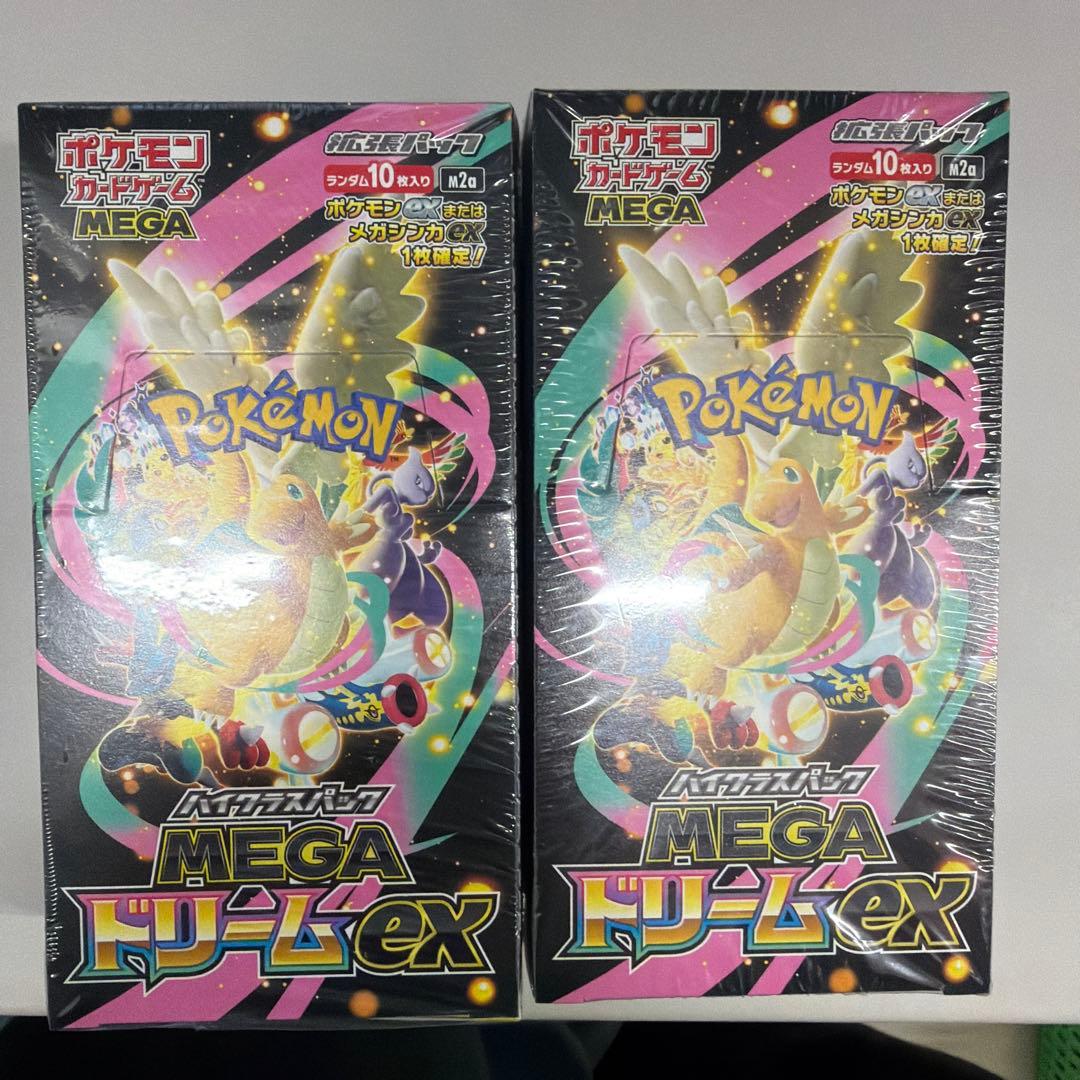 ポケモン
カードゲーム™
MEGA
拡張パック
ランダム10枚入り M2a
ポケモンexまたは
メガシンカex
1枚確定!
POKéMON
™
ハイクラスパック
MEGA
ドリームex
ポケモン
カードゲーム
MEGA
拡張パック
ランダム10枚入り M2a
ポケモンexまたは
メガシンカex
1枚確定!
POKéMON
ハイクラスパック
MEGA
ドリームex